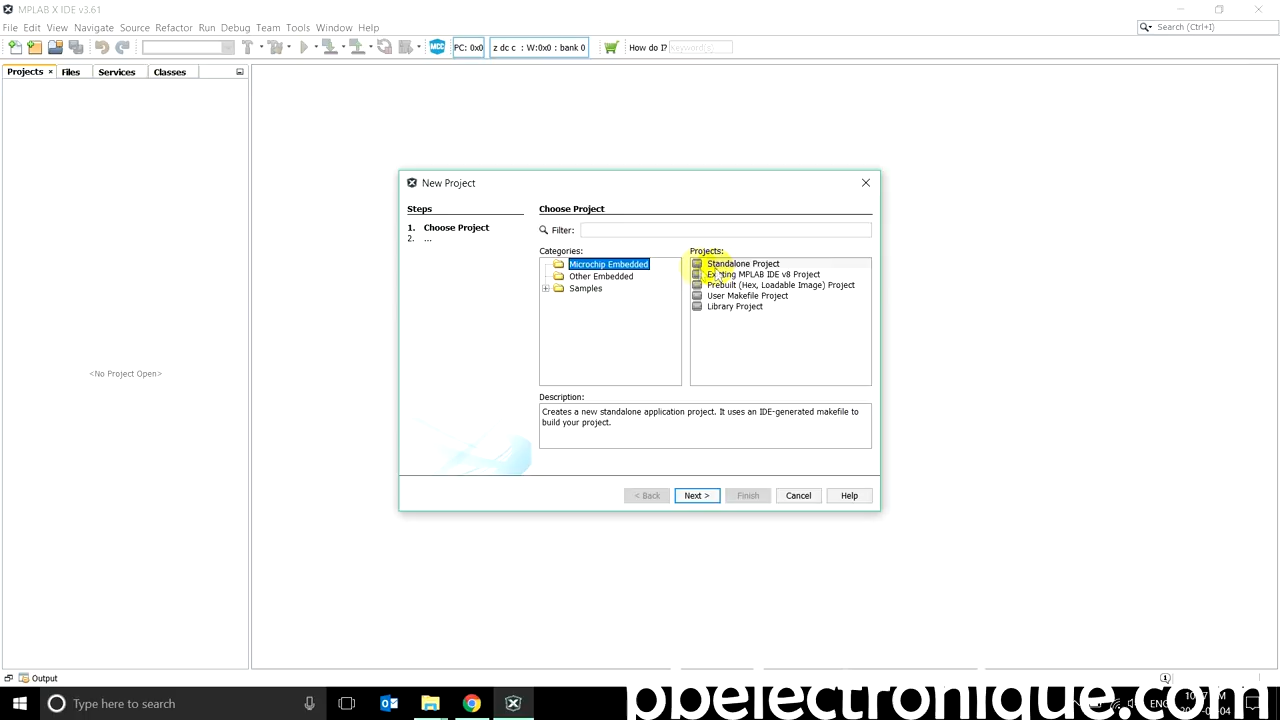 MPLAB X IDE v3.61
File Edit View Navigate Source Refactor Run Debug Team Tools Window Help
Search (Ctrl+I)
MCC PC: 0x0 z dc c : W:0x0 : bank 0 How do I? Keyword(s)
Projects Files Services Classes
<No Project Open>
New Project
Steps
1. Choose Project
2. ...
Choose Project
Filter:
Categories:
Microchip Embedded
Other Embedded
Samples
Projects:
Standalone Project
Existing MPLAB IDE v8 Project
Prebuilt (Hex, Loadable Image) Project
User Makefile Project
Library Project
Description:
Creates a new standalone application project. It uses an IDE-generated makefile to
build your project.
< Back Next > Finish Cancel Help
Output
Type here to search
ENG
pbelectronique.com